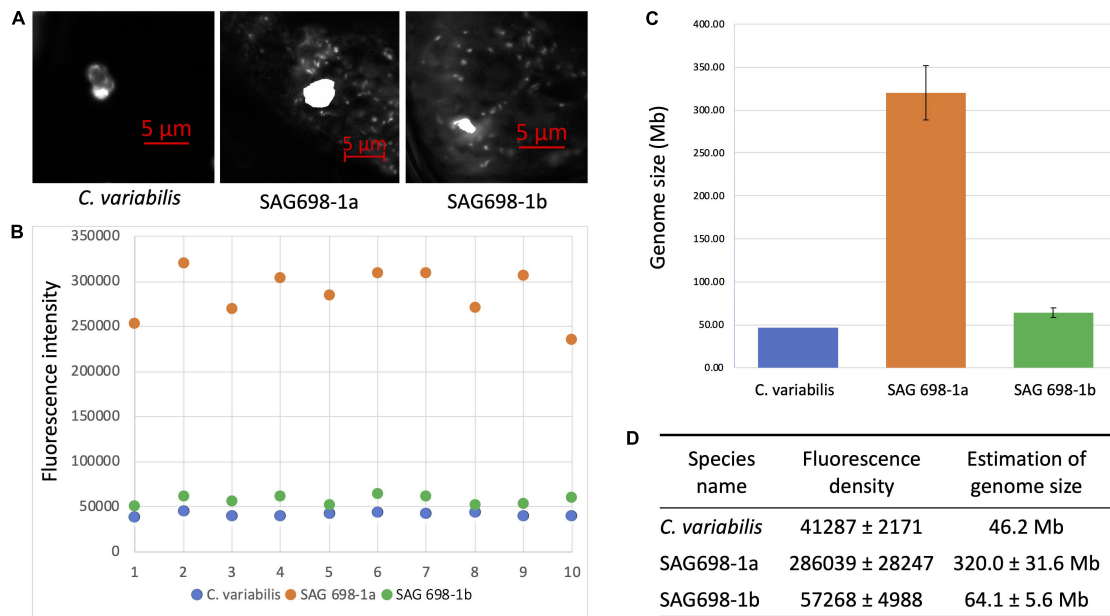 A
5 μm
5 μm
5 μm
C. variabilis
SAG698-1a
SAG698-1b
B
Fluorescence intensity
350000
300000
250000
200000
150000
100000
50000
0
1 2 3 4 5 6 7 8 9 10
C. variabilis SAG 698-1a SAG 698-1b
C
Genome size (Mb)
400.00
350.00
300.00
250.00
200.00
150.00
100.00
50.00
0.00
C. variabilis SAG 698-1a SAG 698-1b
D
Species Fluorescence Estimation of
name density genome size
C. variabilis 41287 ± 2171 46.2 Mb
SAG698-1a 286039 ± 28247 320.0 ± 31.6 Mb
SAG698-1b 57268 ± 4988 64.1 ± 5.6 Mb